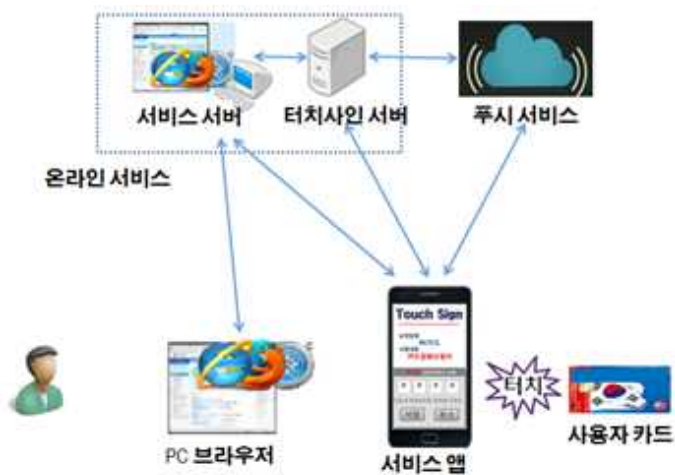 서비스 서버
터치사인 서버
푸시 서비스
온라인 서비스
Touch Sign
터치
사용자 카드
PC 브라우저
서비스 앱